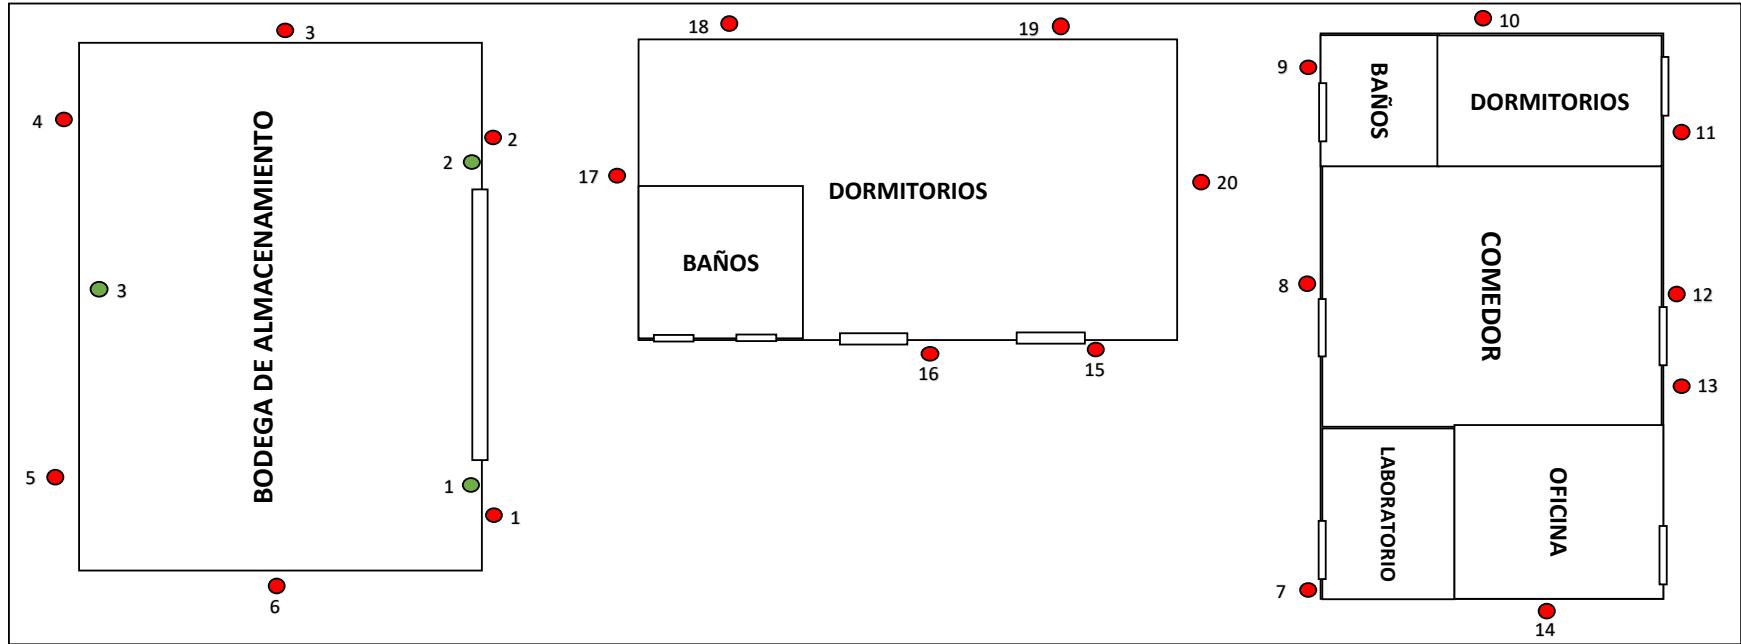 3
4
2
2
BODEGA DE ALMACENAMIENTO
3
5
1
1
6
18
19
17
DORMITORIOS
20
BAÑOS
16
15
10
9
BAÑOS
DORMITORIOS
11
8
COMEDOR
12
13
LABORATORIO
OFICINA
7
14